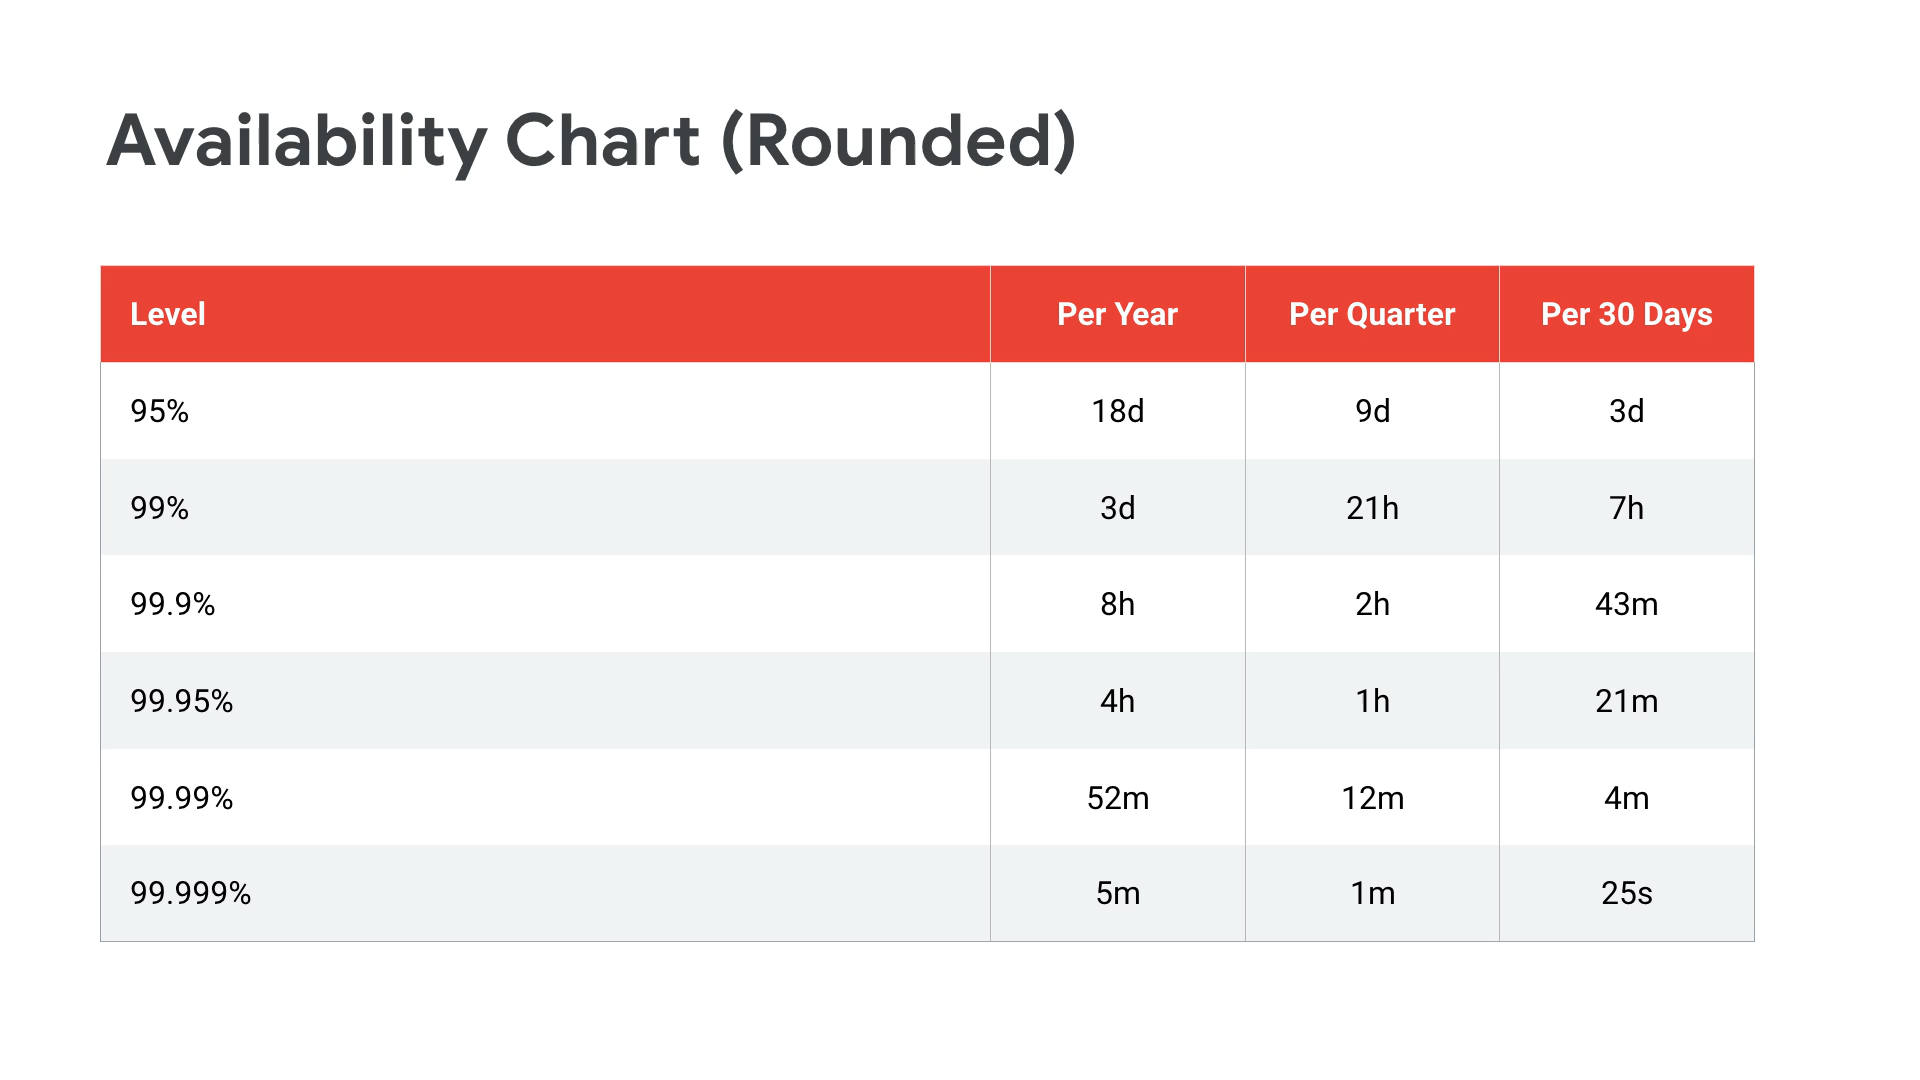 Availability Chart (Rounded)
Level Per Year Per Quarter Per 30 Days
95% 18d 9d 3d
99% 3d 21h 7h
99.9% 8h 2h 43m
99.95% 4h 1h 21m
99.99% 52m 12m 4m
99.999% 5m 1m 25s